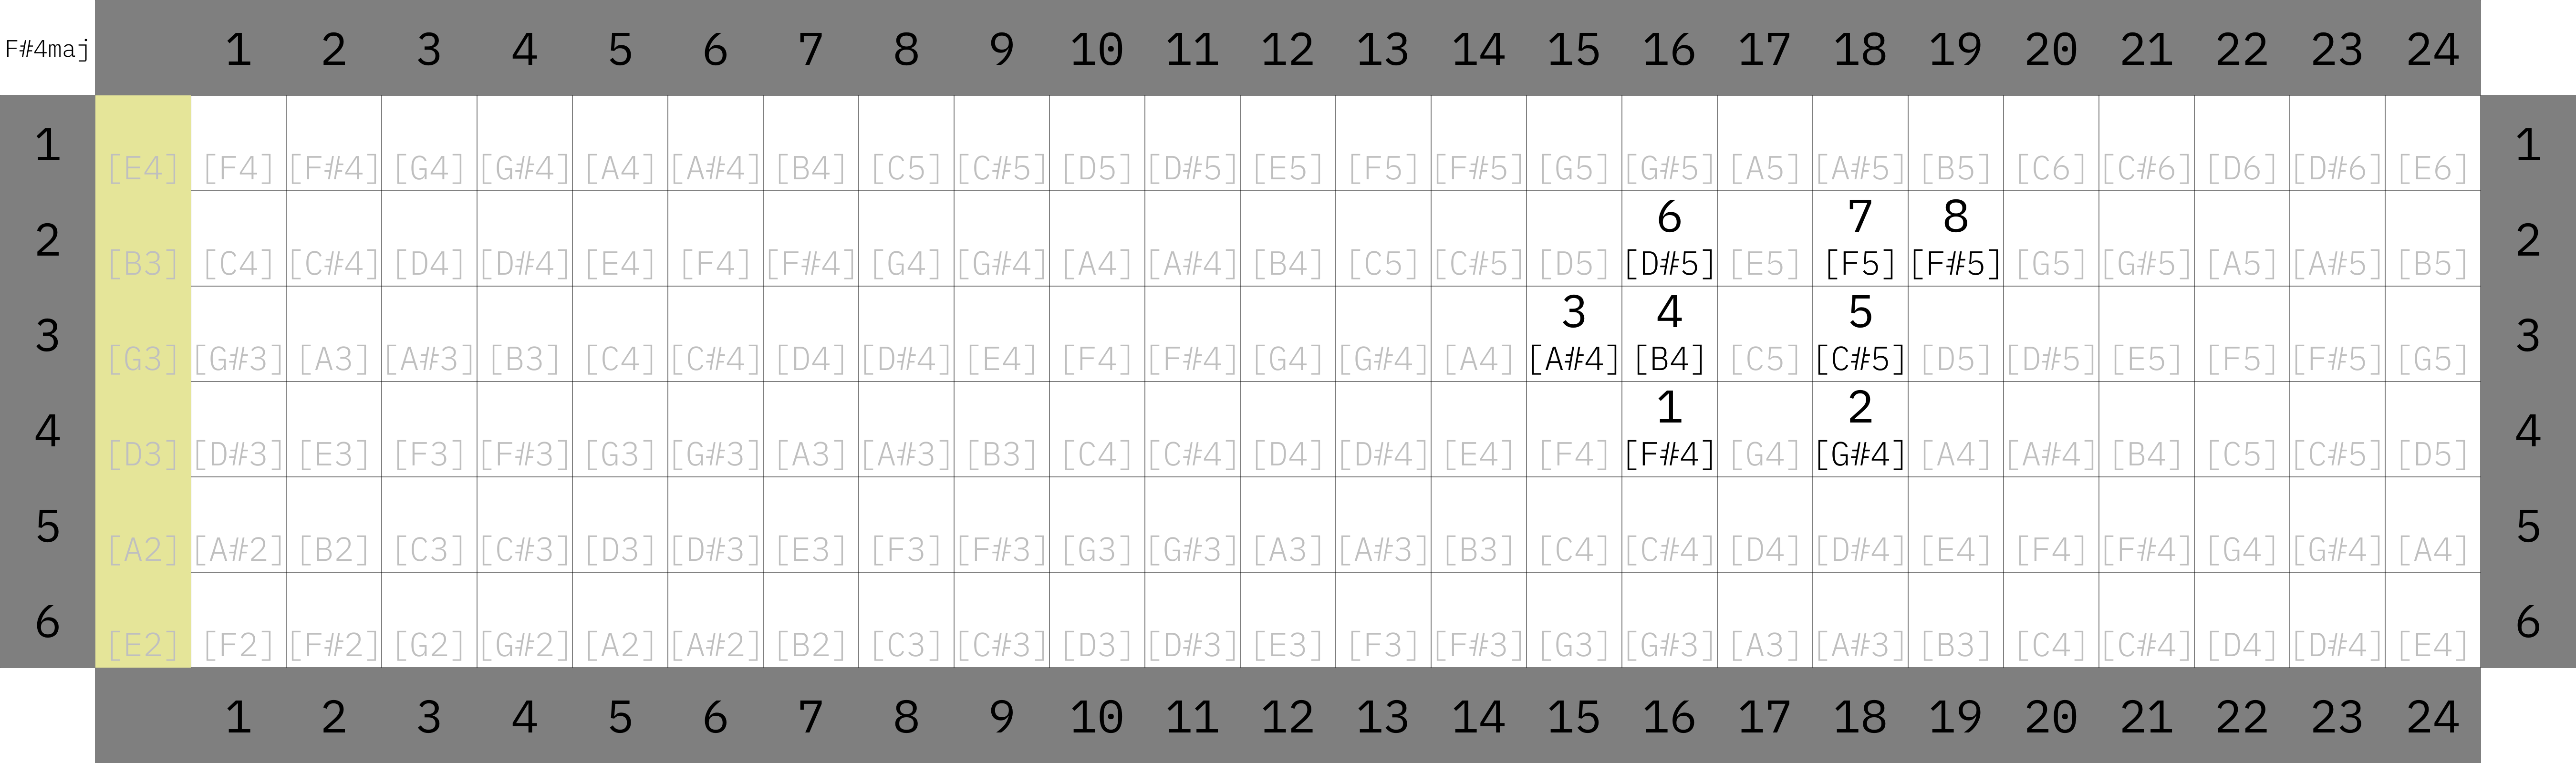 F#4maj 1 2 3 4 5 6 7 8 9 10 11 12 13 14 15 16 17 18 19 20 21 22 23 24
1 [E4] [F4] [F#4] [G4] [G#4] [A4] [A#4] [B4] [C5] [C#5] [D5] [D#5] [E5] [F5] [F#5] [G5] [G#5] [A5] [A#5] [B5] [C6] [C#6] [D6] [D#6] [E6] 1
6 7 8
2 [B3] [C4] [C#4] [D4] [D#4] [E4] [F4] [F#4] [G4] [G#4] [A4] [A#4] [B4] [C5] [C#5] [D5] [D#5] [E5] [F5] [F#5] [G5] [G#5] [A5] [A#5] [B5] 2
3 4 5
3 [G3] [G#3] [A3] [A#3] [B3] [C4] [C#4] [D4] [D#4] [E4] [F4] [F#4] [G4] [G#4] [A4] [A#4] [B4] [C5] [C#5] [D5] [D#5] [E5] [F5] [F#5] [G5] 3
1 2
4 [D3] [D#3] [E3] [F3] [F#3] [G3] [G#3] [A3] [A#3] [B3] [C4] [C#4] [D4] [D#4] [E4] [F4] [F#4] [G4] [G#4] [A4] [A#4] [B4] [C5] [C#5] [D5] 4
5 [A2] [A#2] [B2] [C3] [C#3] [D3] [D#3] [E3] [F3] [F#3] [G3] [G#3] [A3] [A#3] [B3] [C4] [C#4] [D4] [D#4] [E4] [F4] [F#4] [G4] [G#4] [A4] 5
6 [E2] [F2] [F#2] [G2] [G#2] [A2] [A#2] [B2] [C3] [C#3] [D3] [D#3] [E3] [F3] [F#3] [G3] [G#3] [A3] [A#3] [B3] [C4] [C#4] [D4] [D#4] [E4] 6
1 2 3 4 5 6 7 8 9 10 11 12 13 14 15 16 17 18 19 20 21 22 23 24